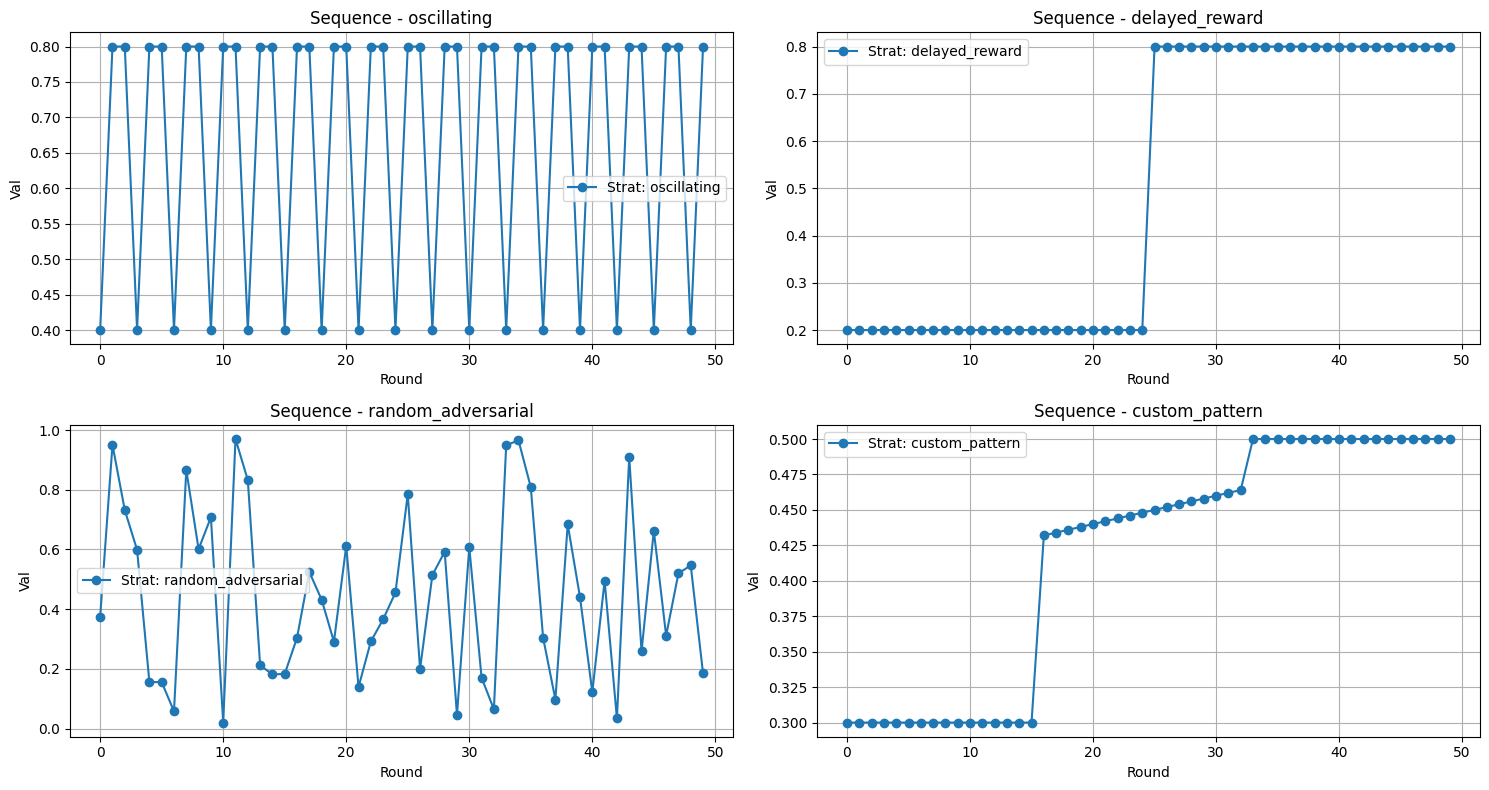 Sequence - oscillating
0.80
0.75
0.70
0.65
0.60
0.55
0.50
0.45
0.40
Val
Strat: oscillating
0 10 20 30 40 50
Round
Sequence - delayed_reward
0.8
0.7
0.6
0.5
0.4
0.3
0.2
Val
Strat: delayed_reward
0 10 20 30 40 50
Round
Sequence - random_adversarial
1.0
0.8
0.6
0.4
0.2
0.0
Val
Strat: random_adversarial
0 10 20 30 40 50
Round
Sequence - custom_pattern
0.500
0.475
0.450
0.425
0.400
0.375
0.350
0.325
0.300
Val
Strat: custom_pattern
0 10 20 30 40 50
Round